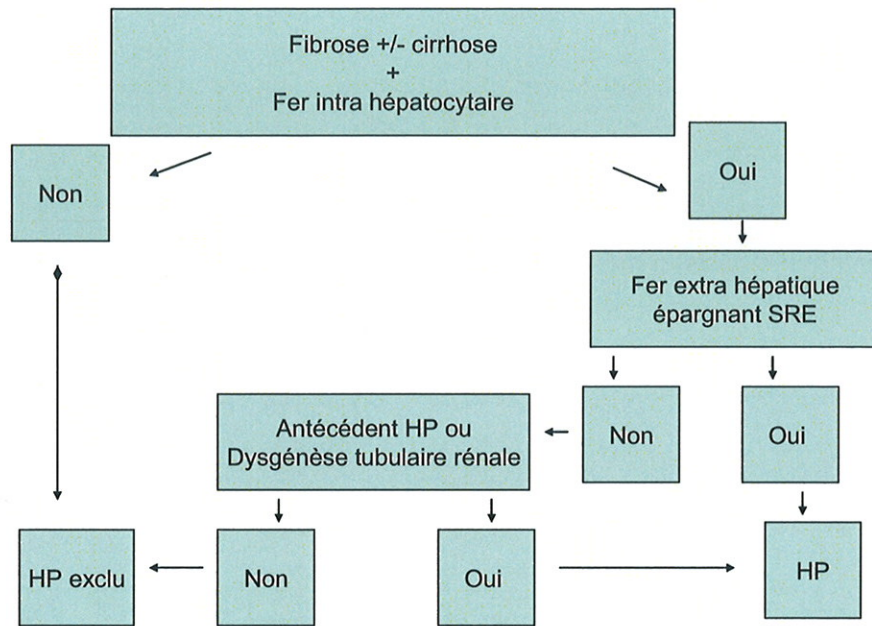 Fibrose +/- cirrhose
+
Fer intra hépatocytaire
Non
Oui
Fer extra hépatique
épargnant SRE
Non
Oui
Antécédent HP ou
Dysgénèse tubulaire rénale
HP exclu
Non
Oui
HP